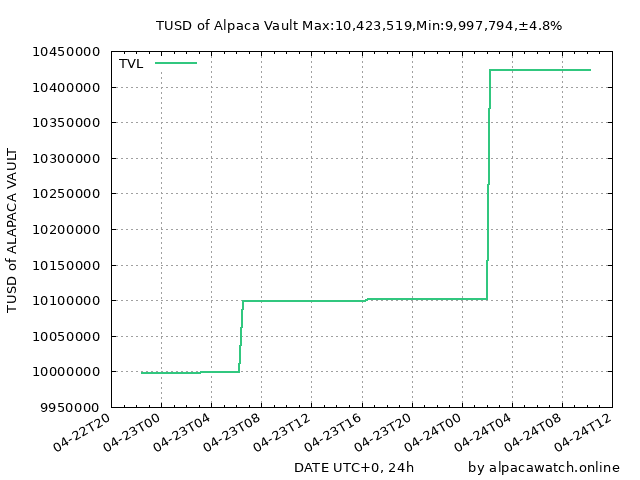 TUSD of Alpaca Vault Max:10,423,519,Min:9,997,794,±4.8%
TVL
10450000
10400000
10350000
10300000
10250000
10200000
10150000
10100000
10050000
10000000
9950000
TUSD of ALAPACA VAULT
04-22T20
04-23T00
04-23T04
04-23T08
04-23T12
04-23T16
04-23T20
04-24T00
04-24T04
04-24T08
04-24T12
DATE UTC+0, 24h
by alpacawatch.online